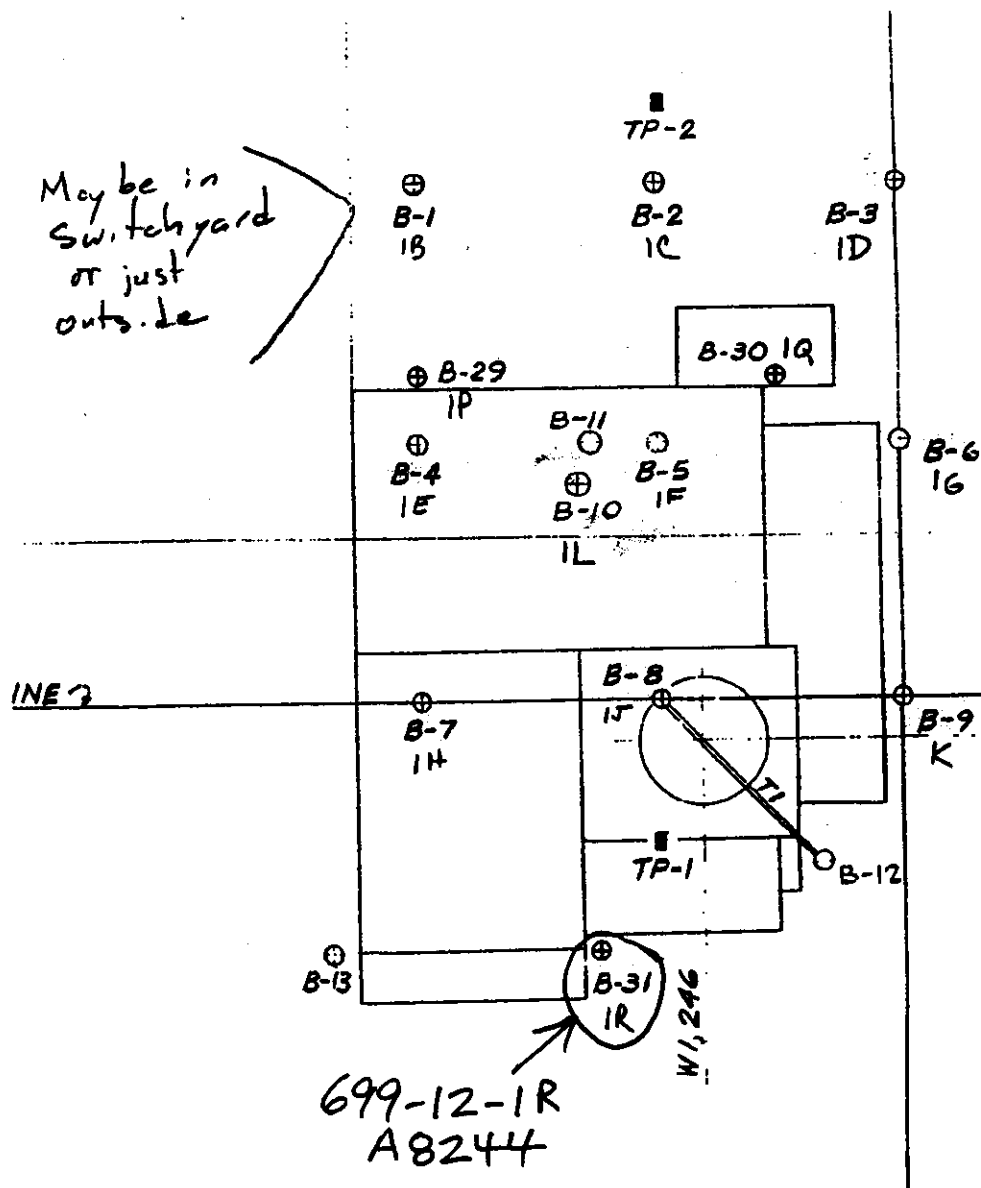 TP-2
May be in
Switchyard
or just
outside
B-1
1B
B-2
1C
B-3
1D
B-30 1Q
B-29
1P
B-11
B-4
1E
B-5
1F
B-10
B-6
1G
1L
INE 7
B-8
1J
B-7
1H
B-9
K
T1
TP-1
B-12
B-13
B-31
1R
W1,246
699-12-1R
A8244